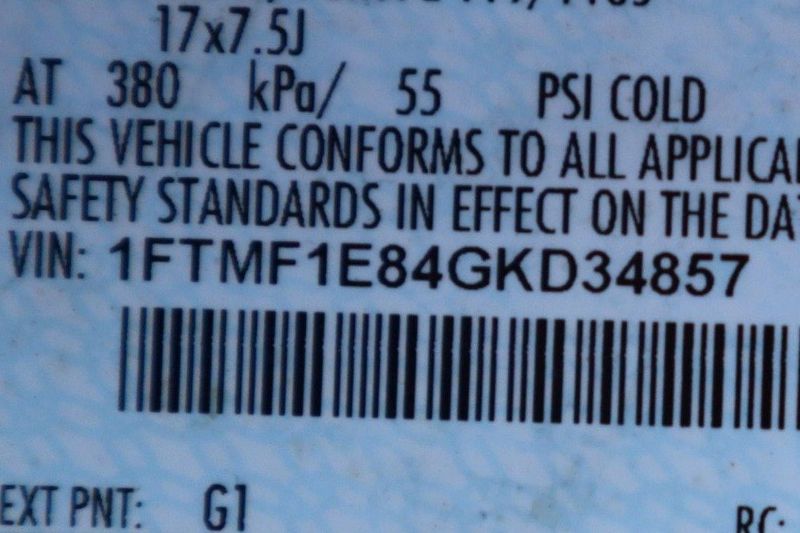 17x7.5J
AT 380 kPa/ 55 PSI COLD
THIS VEHICLE CONFORMS TO ALL APPLICA
SAFETY STANDARDS IN EFFECT ON THE DA
VIN: 1FTMF1E84GKD34857
EXT PNT: G1
RC: